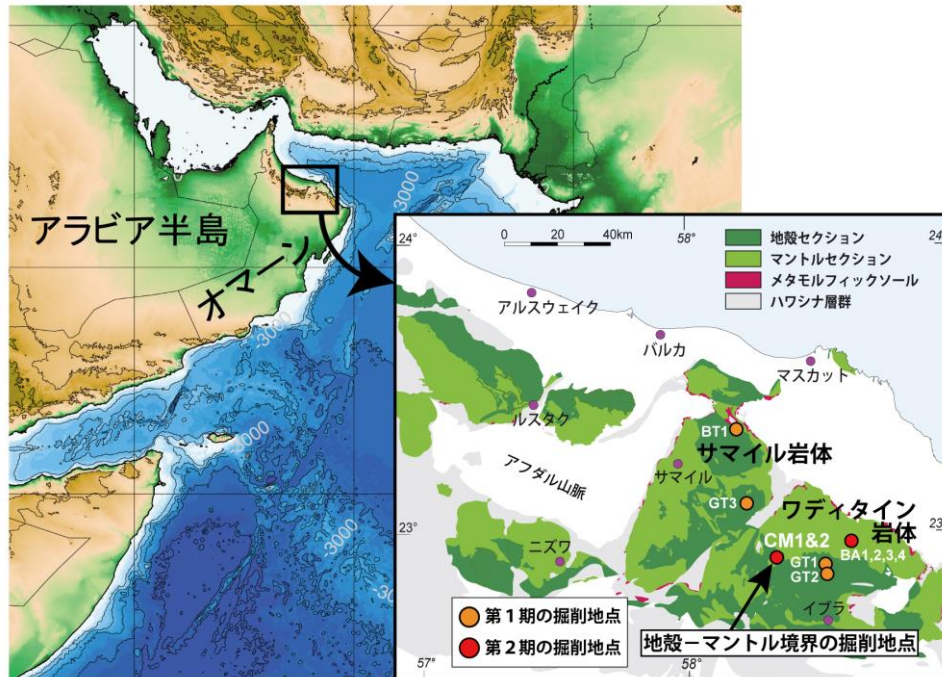 アラビア半島
オマーン
-3000
-3000
-3000
24°
58°
24
0 20 40km
地殻セクション
マントルセクション
メタモルフィックソール
ハワシナ層群
アルスウェイク
バルカ
マスカット
ルスタク
BT1
サマイル岩体
サマイル
アフダル山脈
GT3
ワディタイン
岩体
23°
23
CM1&2
ニズワ
GT1
GT2
BA1,2,3,4
イブラ
第1期の掘削地点
第2期の掘削地点
地殻−マントル境界の掘削地点
57°
58°